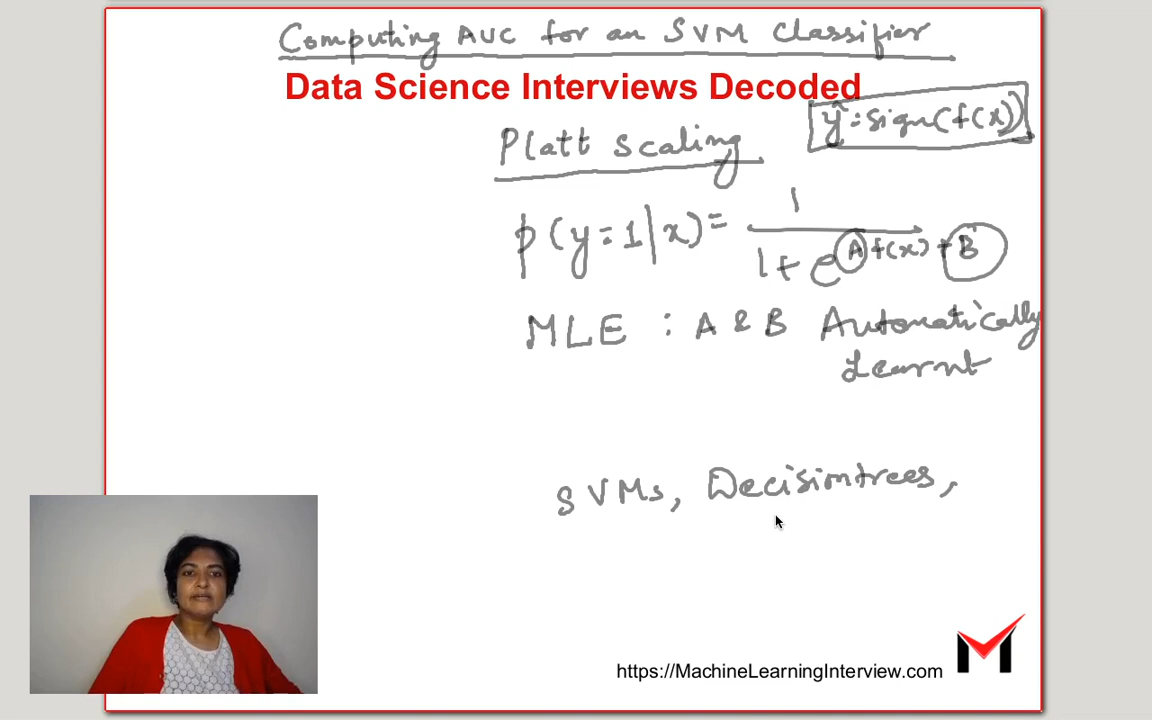 Computing AUC for an SVM Classifier
Data Science Interviews Decoded
ŷ = sign(f(x))
Platt Scaling
p(y=1|x) = 1 / 1+e^Af(x)+B
MLE : A & B Automatically
Learnt
SVMs, Decisiontrees,
https://MachineLearningInterview.com